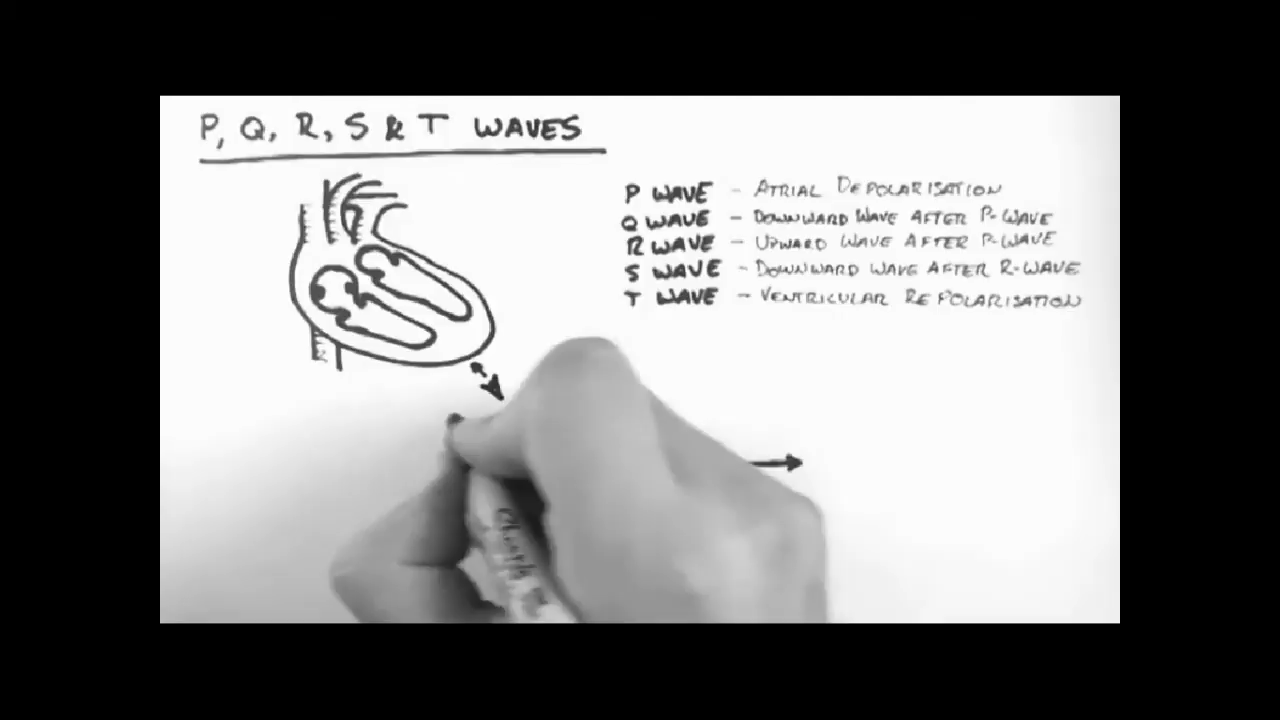 P, Q, R, S & T WAVES
P WAVE - ATRIAL DEPOLARISATION
Q WAVE - DOWNWARD WAVE AFTER P-WAVE
R WAVE - UPWARD WAVE AFTER P-WAVE
S WAVE - DOWNWARD WAVE AFTER R-WAVE
T WAVE - VENTRICULAR REPOLARISATION